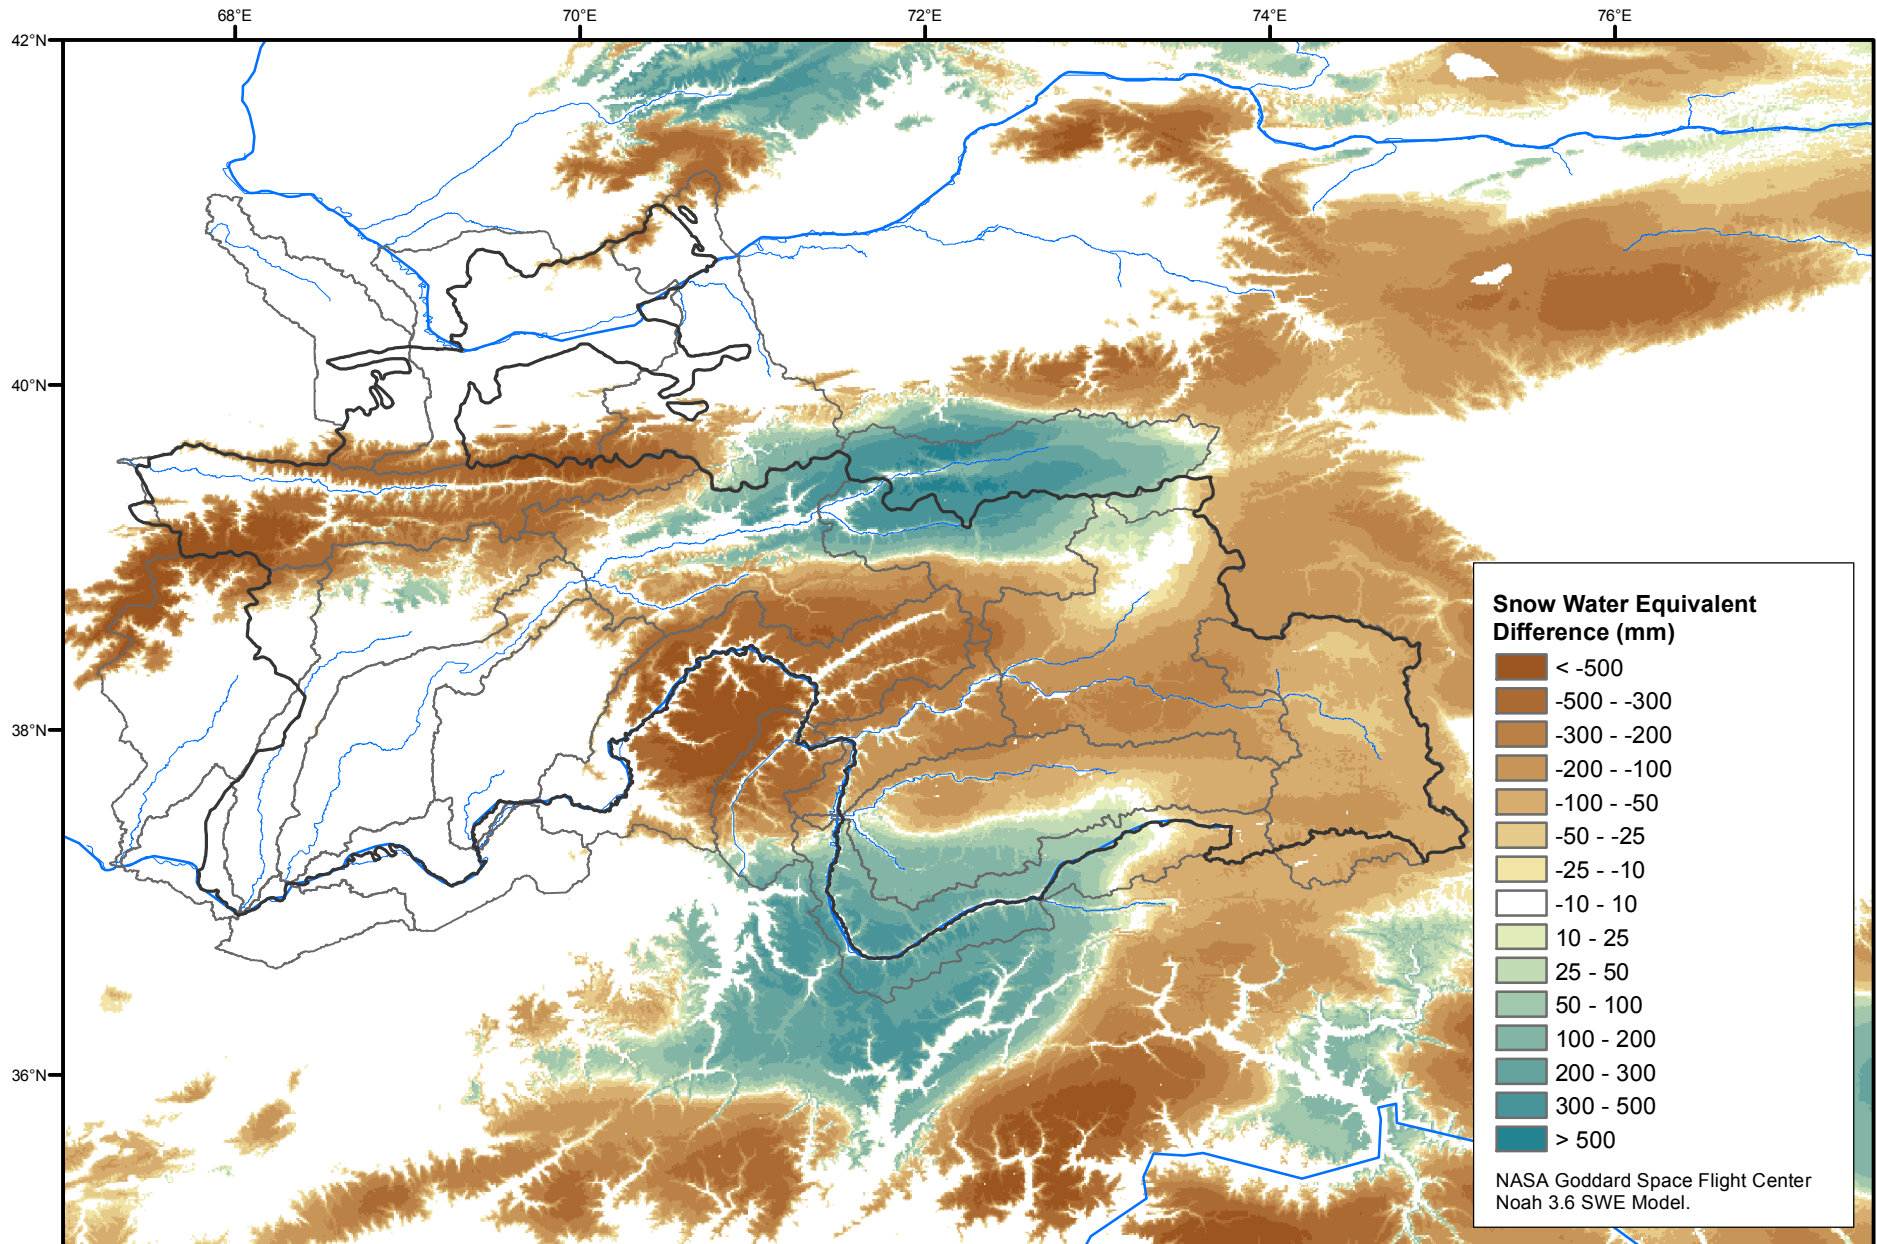 68°E 70°E 72°E 74°E 76°E
42°N
40°N
38°N
36°N
Snow Water Equivalent
Difference (mm)
< -500
-500 - -300
-300 - -200
-200 - -100
-100 - -50
-50 - -25
-25 - -10
-10 - 10
10 - 25
25 - 50
50 - 100
100 - 200
200 - 300
300 - 500
> 500
NASA Goddard Space Flight Center
Noah 3.6 SWE Model.